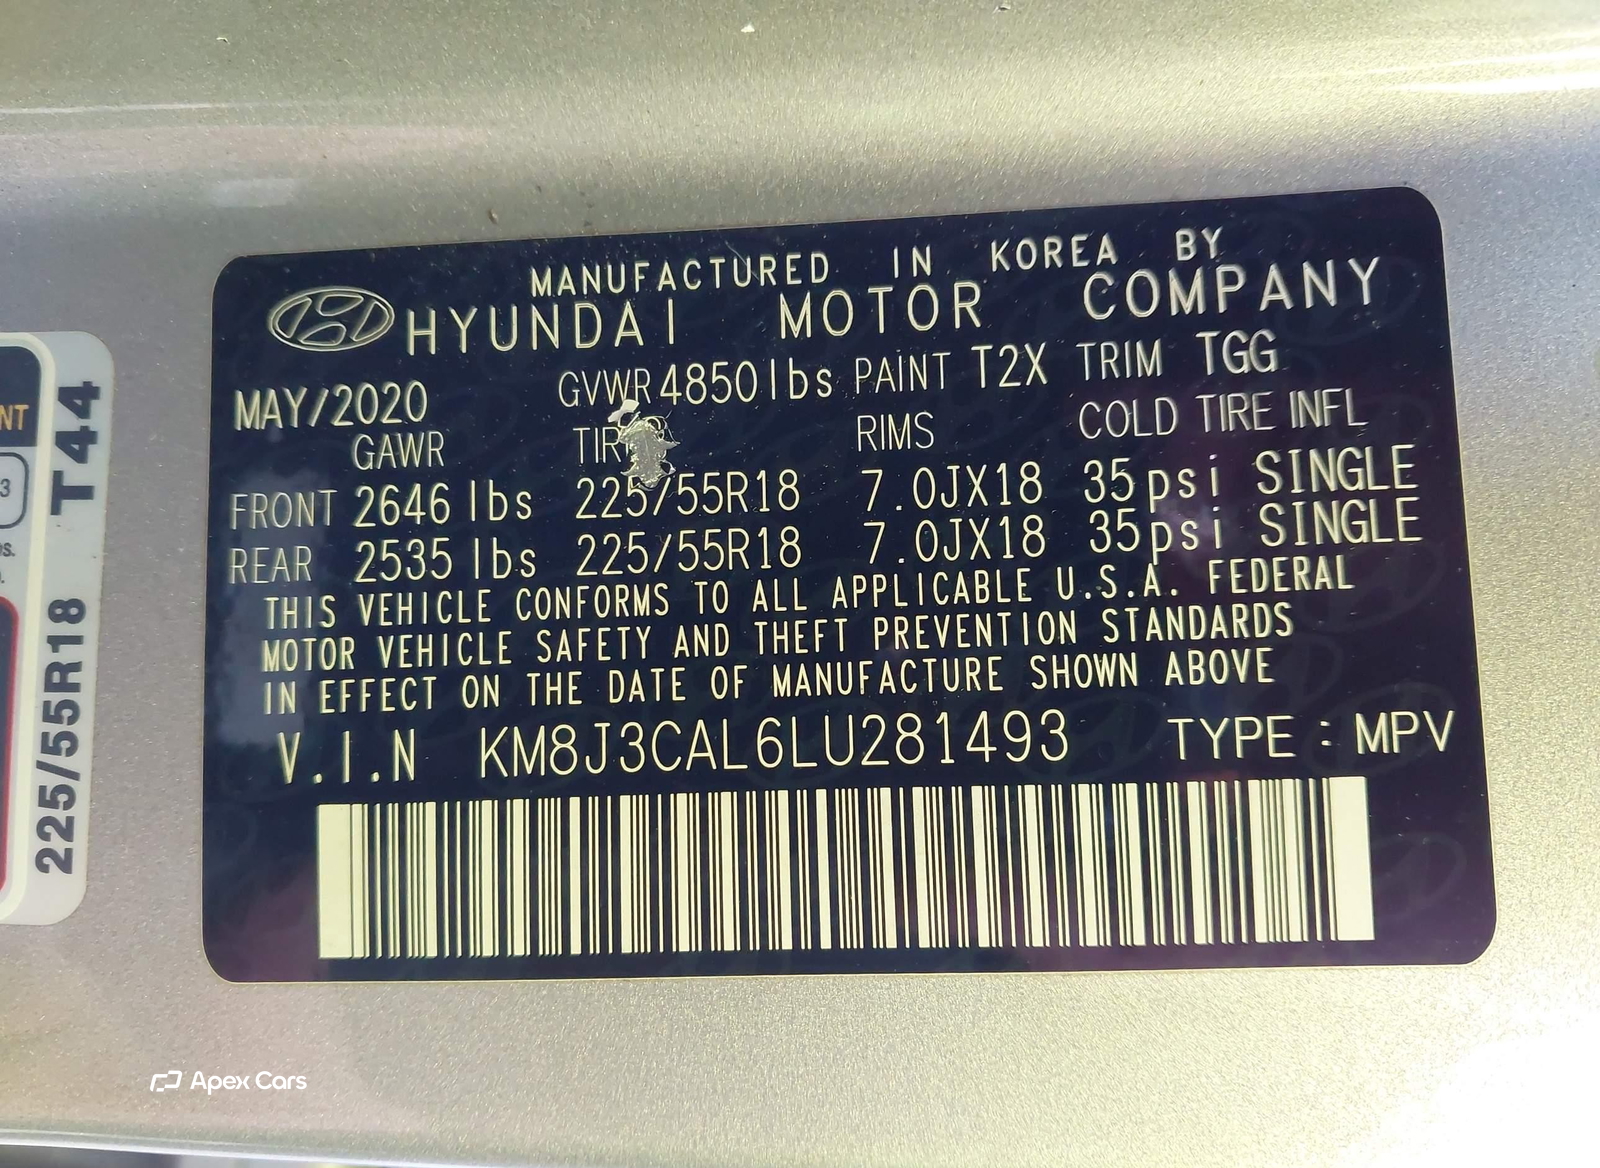 MANUFACTURED IN KOREA BY
HYUNDAI MOTOR COMPANY
MAY/2020 GVWR 4850lbs PAINT T2X TRIM TGG
GAWR RIMS COLD TIRE INFL
FRONT 2646 lbs 225/55R18 7.0JX18 35psi SINGLE
REAR 2535 lbs 225/55R18 7.0JX18 35psi SINGLE
THIS VEHICLE CONFORMS TO ALL APPLICABLE U.S.A. FEDERAL
MOTOR VEHICLE SAFETY AND THEFT PREVENTION STANDARDS
IN EFFECT ON THE DATE OF MANUFACTURE SHOWN ABOVE
V.I.N KM8J3CAL6LU281493 TYPE : MPV
225/55R18 T44
Apex Cars